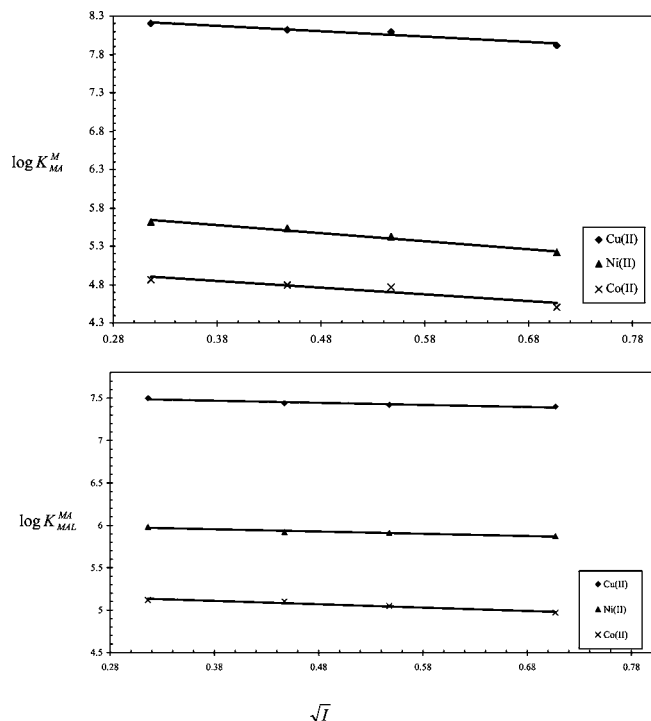 8.3
7.8
7.3
6.8
6.3
5.8
5.3
4.8
4.3
log K^M_MA
Cu(II)
Ni(II)
Co(II)
0.28 0.38 0.48 0.58 0.68 0.78
7.5
7
6.5
6
5.5
5
4.5
log K^MA_MAL
Cu(II)
Ni(II)
Co(II)
0.28 0.38 0.48 0.58 0.68 0.78
√I